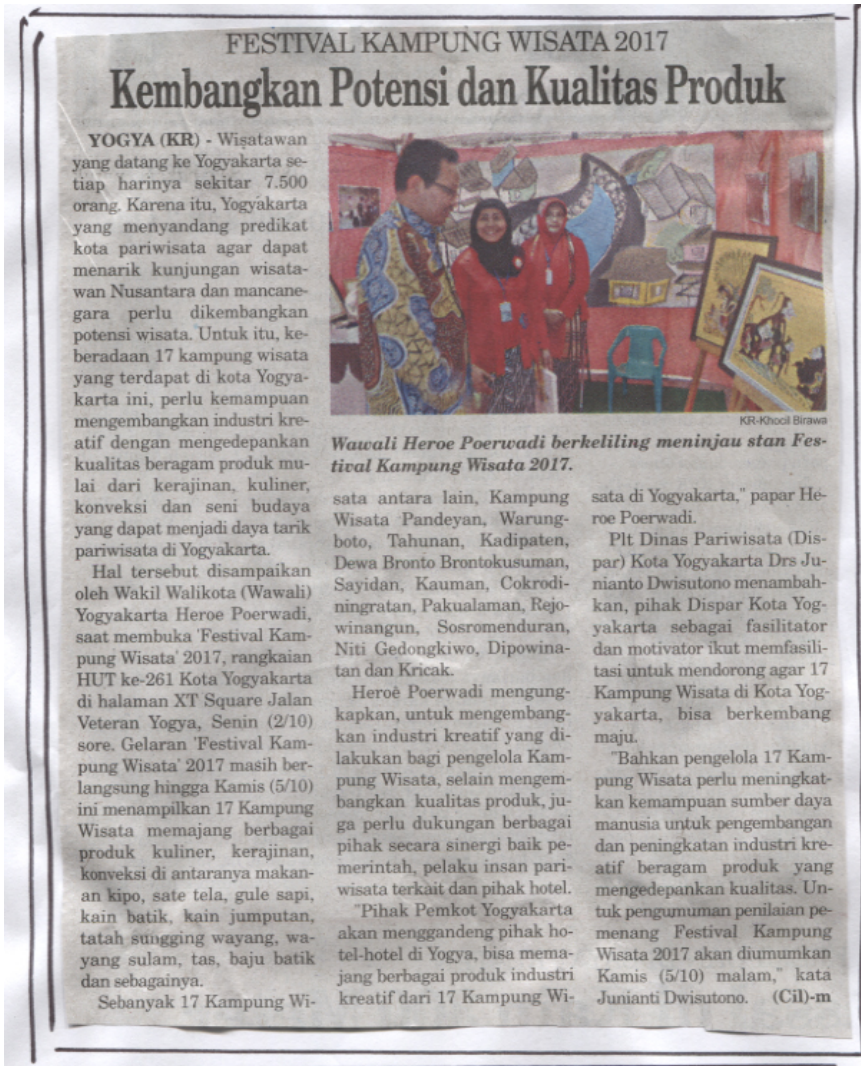 FESTIVAL KAMPUNG WISATA 2017
Kembangkan Potensi dan Kualitas Produk
YOGYA (KR) - Wisatawan
yang datang ke Yogyakarta se-
tiap harinya sekitar 7.500
orang. Karena itu, Yogyakarta
yang menyandang predikat
kota pariwisata agar dapat
menarik kunjungan wisata-
wan Nusantara dan mancane-
gara perlu dikembangkan
potensi wisata. Untuk itu, ke-
beradaan 17 kampung wisata
yang terdapat di kota Yogya-
karta ini, perlu kemampuan
mengembangkan industri kre-
atif dengan mengedepankan
kualitas beragam produk mu-
lai dari kerajinan, kuliner,
konveksi dan seni budaya
yang dapat menjadi daya tarik
pariwisata di Yogyakarta.
Hal tersebut disampaikan
oleh Wakil Walikota (Wawali)
Yogyakarta Heroe Poerwadi,
saat membuka 'Festival Kam-
pung Wisata' 2017, rangkaian
HUT ke-261 Kota Yogyakarta
di halaman XT Square Jalan
Veteran Yogya, Senin (2/10)
sore. Gelaran 'Festival Kam-
pung Wisata' 2017 masih ber-
langsung hingga Kamis (5/10)
ini menampilkan 17 Kampung
Wisata memajang berbagai
produk kuliner, kerajinan,
konveksi di antaranya makan-
an kipo, sate tela, gule sapi,
kain batik, kain jumputan,
tatah sungging wayang, wa-
yang sulam, tas, baju batik
dan sebagainya.
Sebanyak 17 Kampung Wi-
KR-Khocil Birawa
Wawali Heroe Poerwadi berkeliling meninjau stan Fes-
tival Kampung Wisata 2017.
sata antara lain, Kampung
Wisata Pandeyan, Warung-
boto, Tahunan, Kadipaten,
Dewa Bronto Brontokusuman,
Sayidan, Kauman, Cokrodi-
ningratan, Pakualaman, Rejo-
winangun, Sosromenduran,
Niti Gedongkiwo, Dipowina-
tan dan Kricak.
Heroe Poerwadi mengung-
kapkan, untuk mengembang-
kan industri kreatif yang di-
lakukan bagi pengelola Kam-
pung Wisata, selain mengem-
bangkan kualitas produk, ju-
ga perlu dukungan berbagai
pihak secara sinergi baik pe-
merintah, pelaku insan pari-
wisata terkait dan pihak hotel.
"Pihak Pemkot Yogyakarta
akan menggandeng pihak ho-
tel-hotel di Yogya, bisa mema-
jang berbagai produk industri
kreatif dari 17 Kampung Wi-
sata di Yogyakarta," papar He-
roe Poerwadi.
Plt Dinas Pariwisata (Dis-
par) Kota Yogyakarta Drs Ju-
nianto Dwisutono menambah-
kan, pihak Dispar Kota Yog-
yakarta sebagai fasilitator
dan motivator ikut memfasili-
tasi untuk mendorong agar 17
Kampung Wisata di Kota Yog-
yakarta, bisa berkembang
maju.
"Bahkan pengelola 17 Kam-
pung Wisata perlu meningkat-
kan kemampuan sumber daya
manusia untuk pengembangan
dan peningkatan industri kre-
atif beragam produk yang
mengedepankan kualitas. Un-
tuk pengumuman penilaian pe-
menang Festival Kampung
Wisata 2017 akan diumumkan
Kamis (5/10) malam," kata
Junianti Dwisutono. (Cil)-m